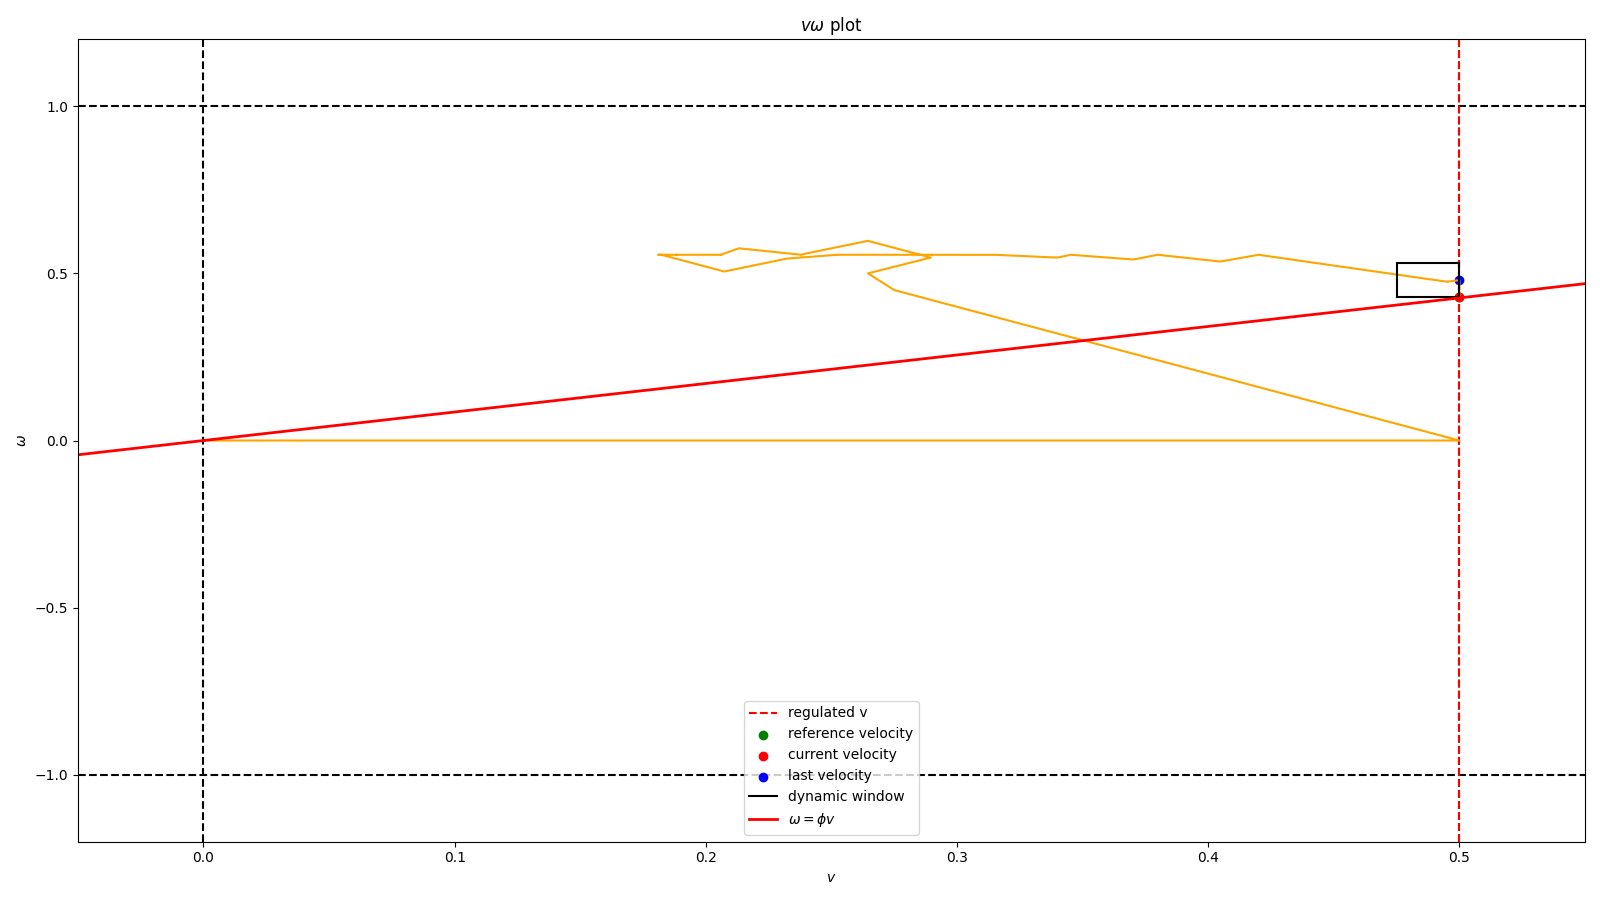 vω plot
1.0
0.5
0.0
−0.5
−1.0
ω
0.0 0.1 0.2 0.3 0.4 0.5
v
regulated v
reference velocity
current velocity
last velocity
dynamic window
ω = ϕv